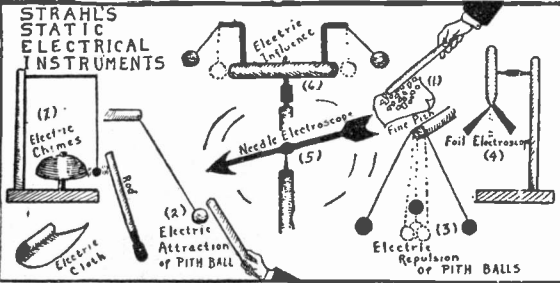 STRAHL'S
STATIC
ELECTRICAL
INSTRUMENTS
(7)
Electric
Chimes
Rod
Electric
Cloth
(2)
Electric
Attraction
of PITH BALL
Electric
Influence
(6)
Needle Electroscope
(5)
(1)
Fine Pith
Foil Electroscope
(4)
(3)
Electric
Repulsion
of PITH BALLS